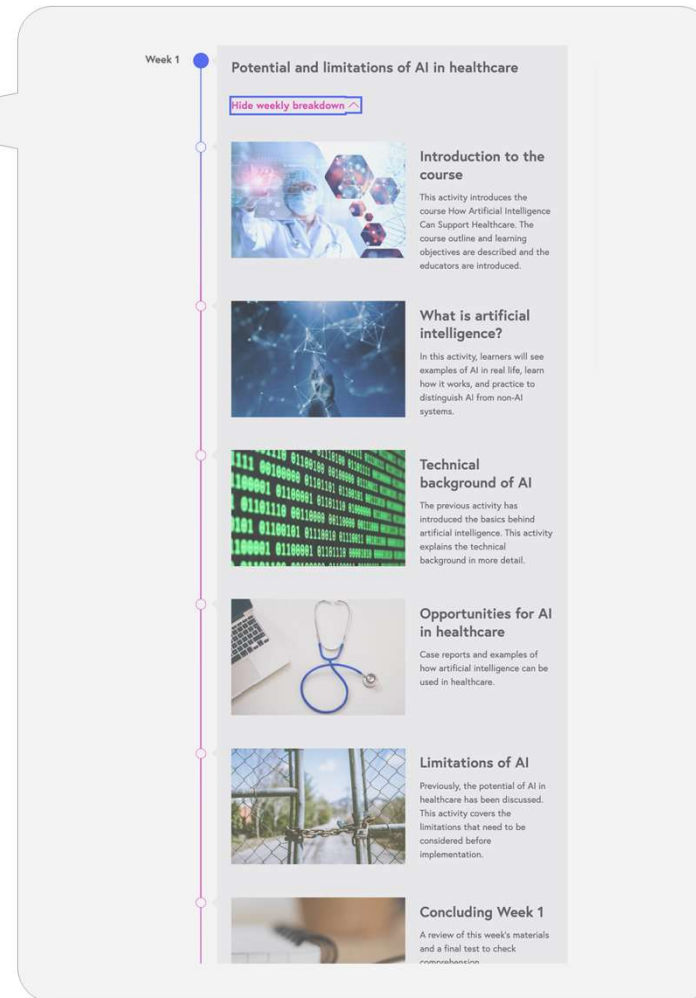 Week 1
Potential and limitations of AI in healthcare
Hide weekly breakdown
Introduction to the
course
This activity introduces the
course How Artificial Intelligence
Can Support Healthcare. The
course outline and learning
objectives are described and the
educators are introduced.
What is artificial
intelligence?
In this activity, learners will see
examples of AI in real life, learn
how it works, and practice to
distinguish AI from non-AI
systems.
Technical
background of AI
The previous activity has
introduced the basics behind
artificial intelligence. This activity
explains the technical
background in more detail.
Opportunities for AI
in healthcare
Case reports and examples of
how artificial intelligence can be
used in healthcare.
Limitations of AI
Previously, the potential of AI in
healthcare has been discussed.
This activity covers the
limitations that need to be
considered before
implementation.
Concluding Week 1
A review of this week's materials
and a final test to check
comprehension.